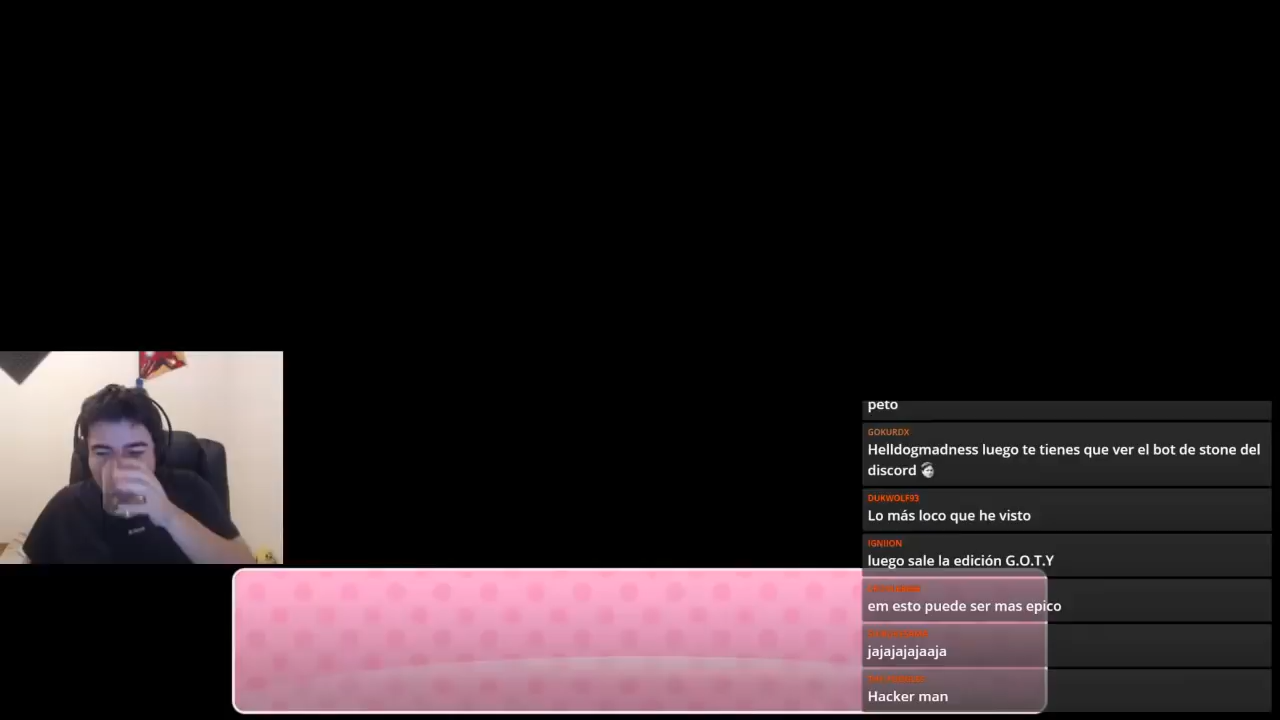 peto
GOKURDX
Helldogmadness luego te tienes que ver el bot de stone del
discord
DUKWOLF93
Lo más loco que he visto
IGNIION
luego sale la edición G.O.T.Y
em esto puede ser mas epico
jajajajajaaja
Hacker man